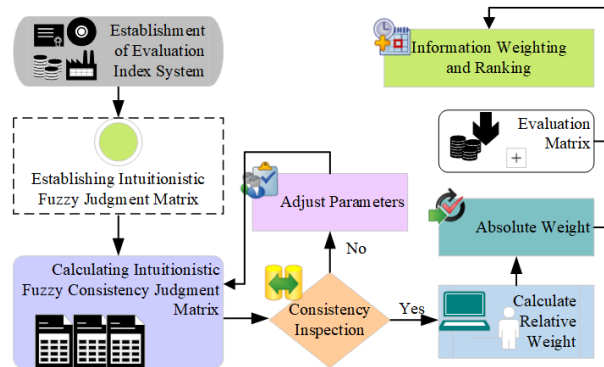 Establishment
of Evaluation
Index System
Information Weighting
and Ranking
Evaluation
Matrix
Establishing Intuitionistic
Fuzzy Judgment Matrix
Adjust Parameters
Absolute Weight
No
Calculating Intuitionistic
Fuzzy Consistency Judgment
Matrix
Consistency
Inspection
Yes
Calculate
Relative
Weight